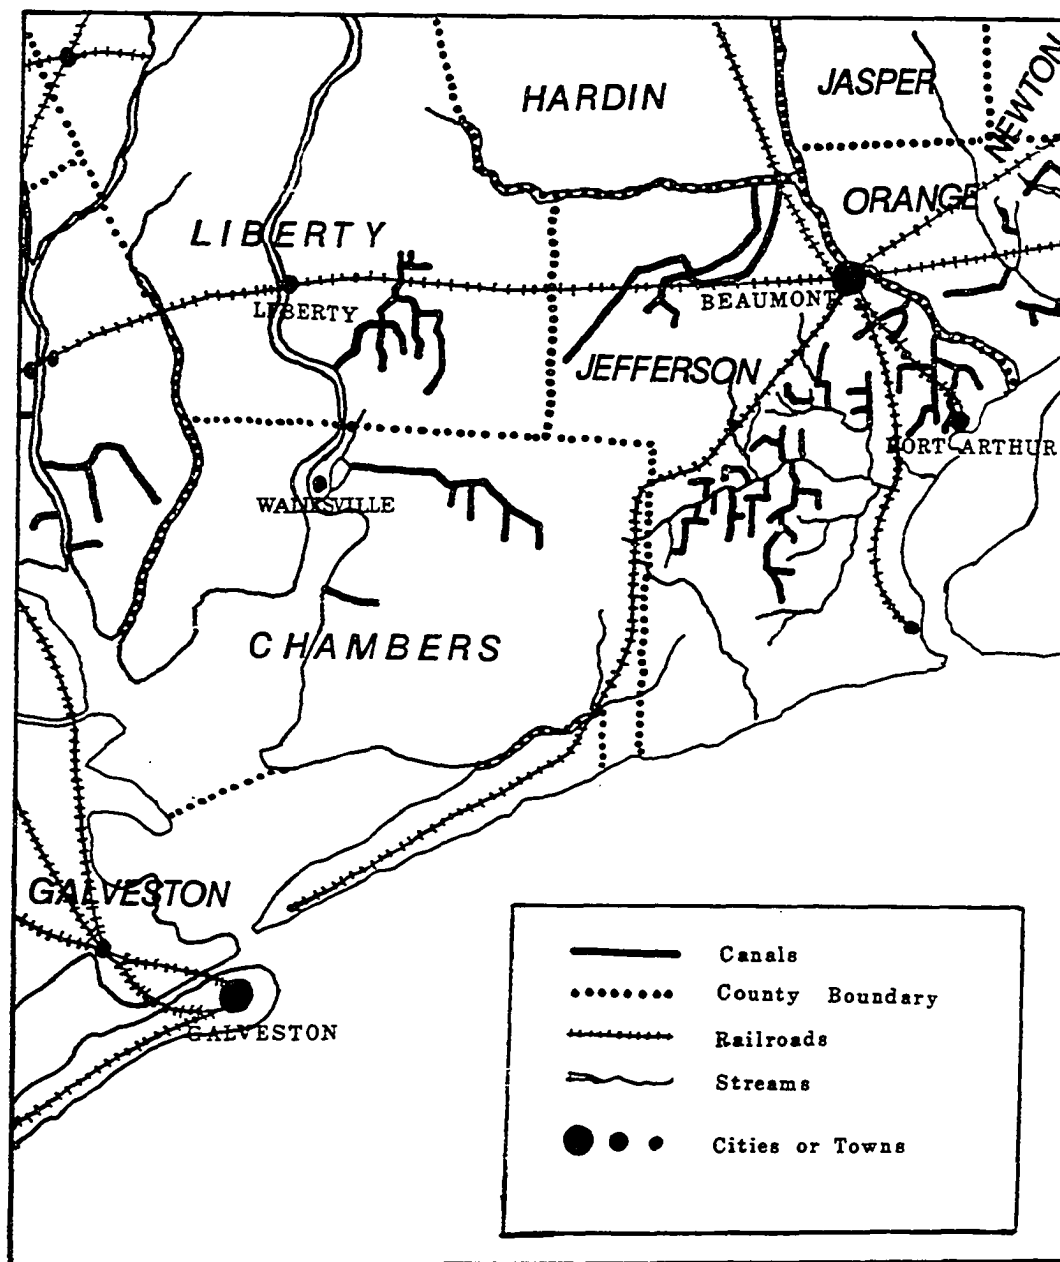 HARDIN
JASPER
NEWTON
LIBERTY
ORANGE
LIBERTY
BEAUMONT
JEFFERSON
PORT ARTHUR
WALLISVILLE
CHAMBERS
GALVESTON
GALVESTON
Canals
County Boundary
Railroads
Streams
Cities or Towns